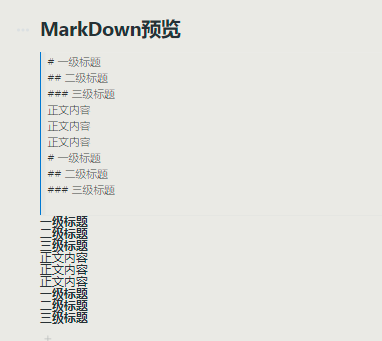 MarkDown预览
# 一级标题
## 二级标题
### 三级标题
正文内容
正文内容
正文内容
# 一级标题
## 二级标题
### 三级标题
一级标题
二级标题
三级标题
正文内容
正文内容
正文内容
一级标题
二级标题
三级标题